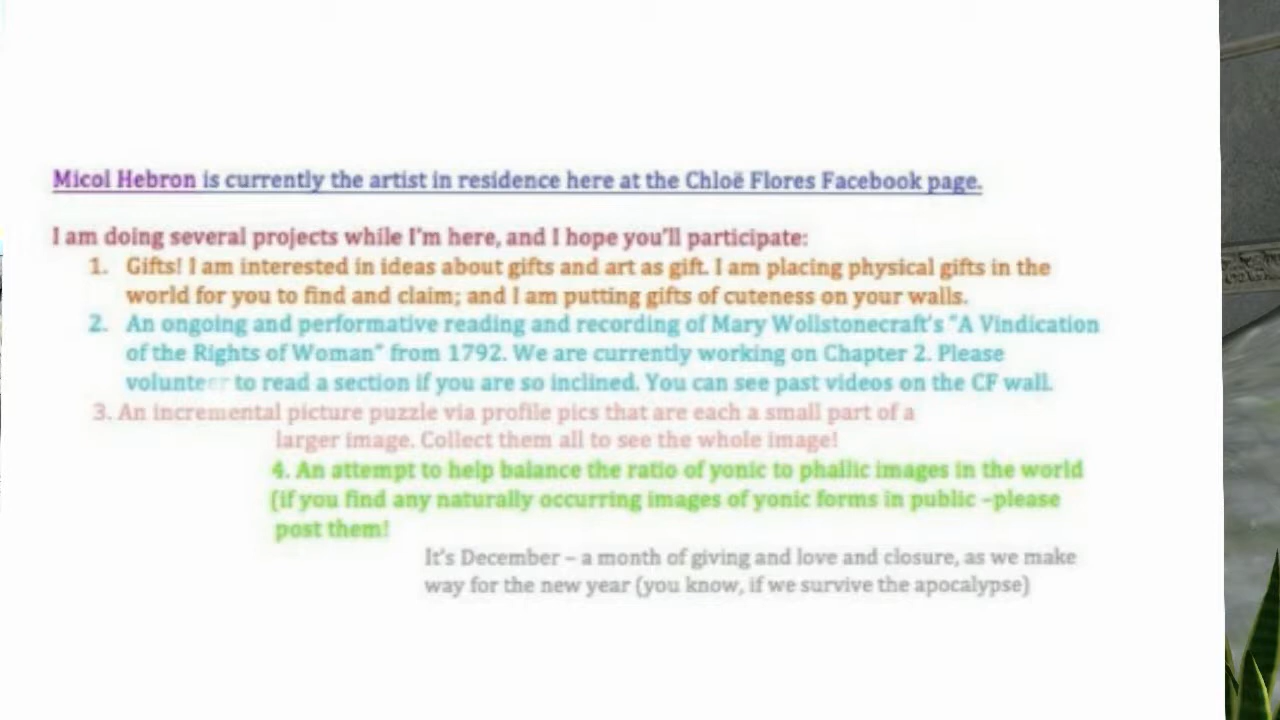 Micol Hebron is currently the artist in residence here at the Chloë Flores Facebook page.
I am doing several projects while I'm here, and I hope you'll participate:
1. Gifts! I am interested in ideas about gifts and art as gift. I am placing physical gifts in the
world for you to find and claim; and I am putting gifts of cuteness on your walls.
2. An ongoing and performative reading and recording of Mary Wollstonecraft's "A Vindication
of the Rights of Woman" from 1792. We are currently working on Chapter 2. Please
volunteer to read a section if you are so inclined. You can see past videos on the CF wall.
3. An incremental picture puzzle via profile pics that are each a small part of a
larger image. Collect them all to see the whole image!
4. An attempt to help balance the ratio of yonic to phallic images in the world
(if you find any naturally occurring images of yonic forms in public –please
post them!
It's December – a month of giving and love and closure, as we make
way for the new year (you know, if we survive the apocalypse)